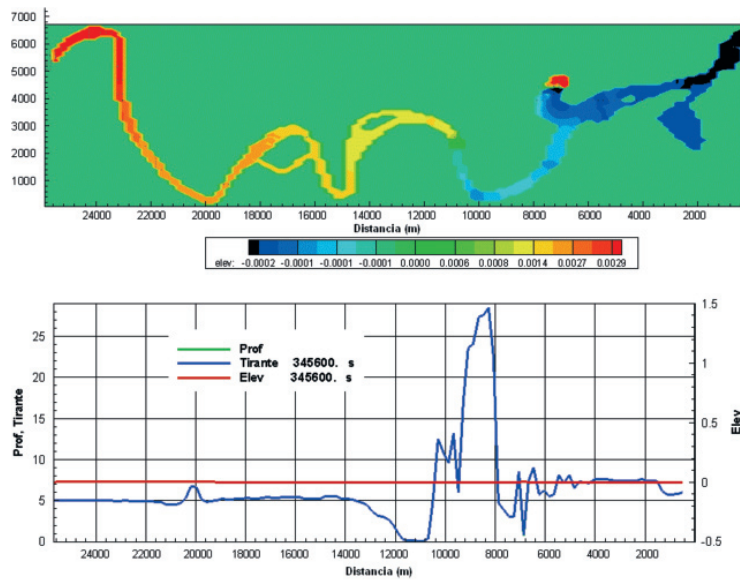 7000
6000
5000
4000
3000
2000
1000
24000 22000 20000 18000 16000 14000 12000 10000 8000 6000 4000 2000 0
Distancia (m)
elev: -0.0002 -0.0001 -0.0001 -0.0001 0.0000 0.0006 0.0008 0.0014 0.0027 0.0029
Prof, Tirante
25
20
15
10
5
0
Prof
Tirante 345600. s
Elev 345600. s
1.5
1
0.5
0
-0.5
Elev
24000 22000 20000 18000 16000 14000 12000 10000 8000 6000 4000 2000
Distancia (m)